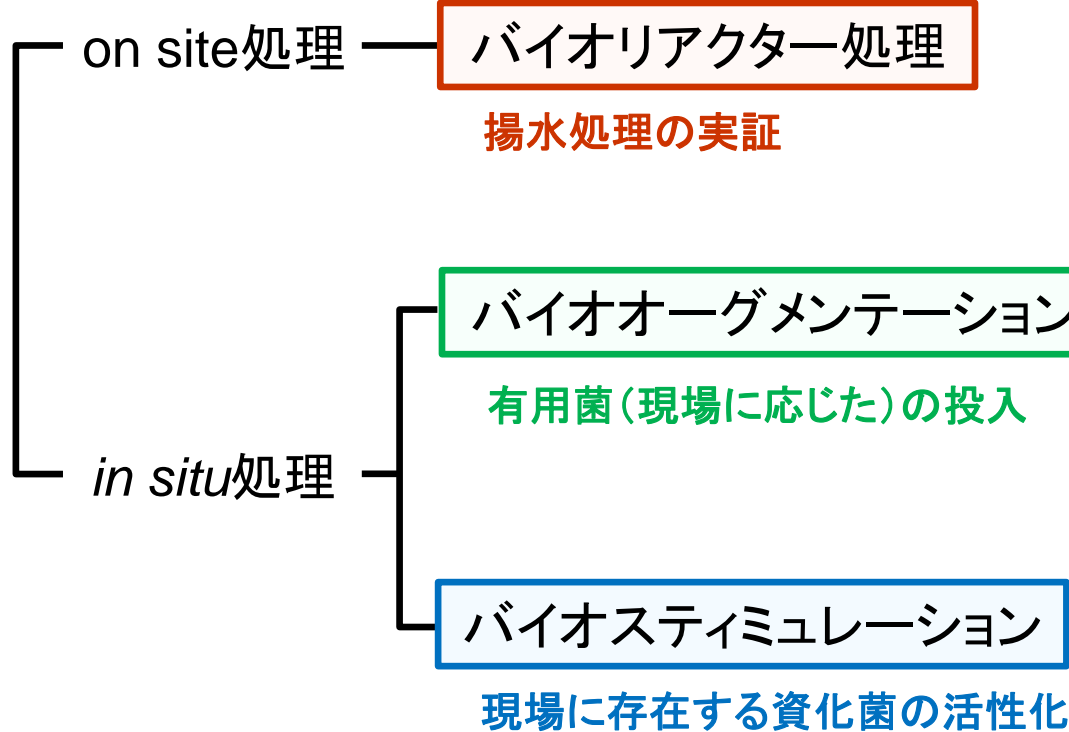 on site処理
バイオリアクター処理
揚水処理の実証
バイオオーグメンテーション
有用菌（現場に応じた）の投入
in situ処理
バイオスティミュレーション
現場に存在する資化菌の活性化